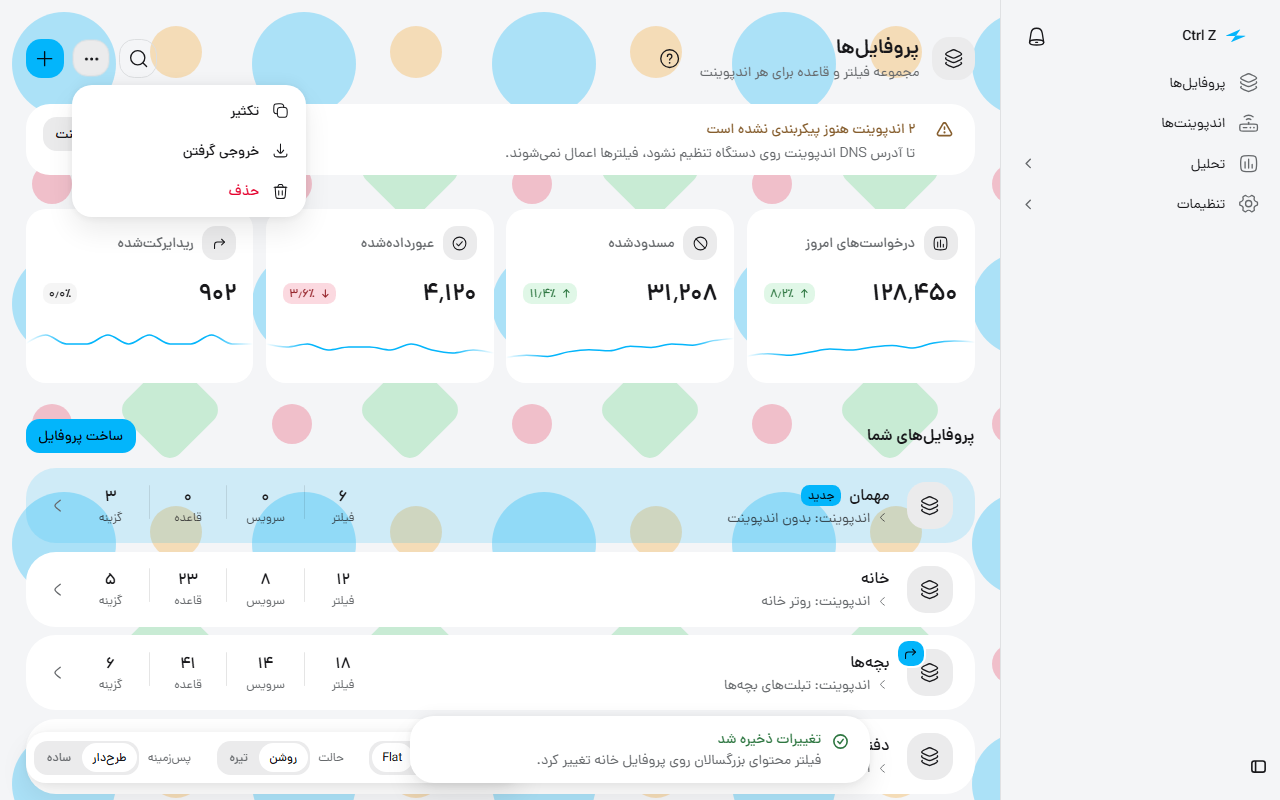 Ctrl Z
پروفایل‌ها
اندپوینت‌ها
تحلیل
تنظیمات
پروفایل‌ها
مجموعه فیلتر و قاعده برای هر اندپوینت
تکثیر
خروجی گرفتن
حذف
۲ اندپوینت هنوز پیکربندی نشده است
تا آدرس DNS اندپوینت روی دستگاه تنظیم نشود، فیلترها اعمال نمی‌شوند.
درخواست‌های امروز
۱۲۸٬۴۵۰
۸٫۲٪
مسدودشده
۳۱٬۲۰۸
۱۱٫۴٪
عبورداده‌شده
۴٬۱۲۰
۳٫۶٪
ریدایرکت‌شده
۹۰۲
۰٫۰٪
پروفایل‌های شما
ساخت پروفایل
مهمان جدید
اندپوینت: بدون اندپوینت
۶ فیلتر
۰ سرویس
۰ قاعده
۳ گزینه
خانه
اندپوینت: روتر خانه
۱۲ فیلتر
۸ سرویس
۲۳ قاعده
۵ گزینه
بچه‌ها
اندپوینت: تبلت‌های بچه‌ها
۱۸ فیلتر
۱۴ سرویس
۴۱ قاعده
۶ گزینه
تغییرات ذخیره شد
فیلتر محتوای بزرگسالان روی پروفایل خانه تغییر کرد.
Flat
حالت
روشن
تیره
پس‌زمینه
طرح‌دار
ساده